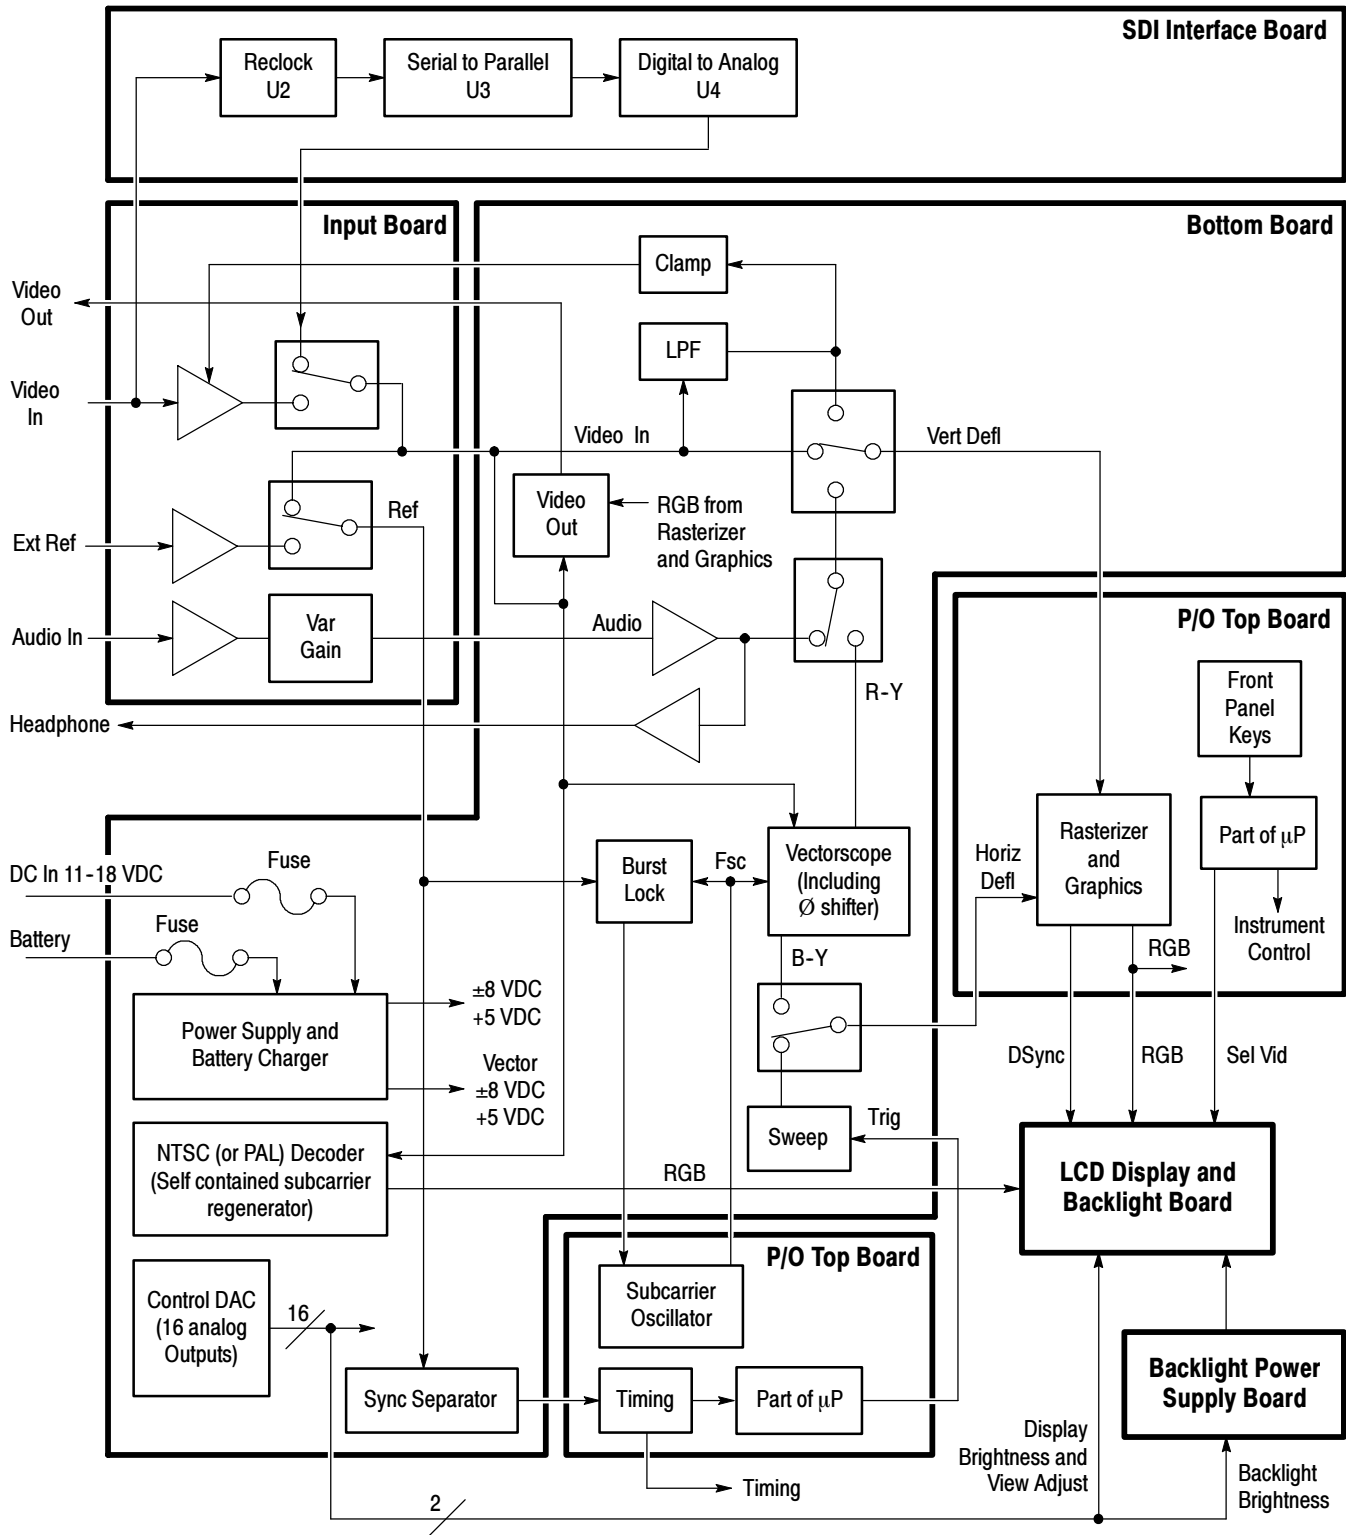 SDI Interface Board
Reclock
U2
Serial to Parallel
U3
Digital to Analog
U4
Input Board
Bottom Board
Clamp
Video
Out
LPF
Video
In
Video In
Vert Defl
Ref
Video
Out
RGB from
Rasterizer
and Graphics
Ext Ref
P/O Top Board
Audio In
Var
Gain
Audio
R-Y
Front
Panel
Keys
Headphone
Rasterizer
and
Graphics
Part of µP
DC In 11-18 VDC
Fuse
Burst
Lock
Fsc
Vectorscope
(Including
Ø shifter)
Horiz
Defl
Instrument
Control
Battery
Fuse
B-Y
RGB
±8 VDC
+5 VDC
Power Supply and
Battery Charger
Vector
±8 VDC
+5 VDC
DSync
RGB
Sel Vid
Sweep
Trig
NTSC (or PAL) Decoder
(Self contained subcarrier
regenerator)
RGB
LCD Display and
Backlight Board
P/O Top Board
Control DAC
(16 analog
Outputs)
16
Subcarrier
Oscillator
Backlight Power
Supply Board
Sync Separator
Timing
Part of µP
Display
Brightness and
View Adjust
Timing
Backlight
Brightness
2